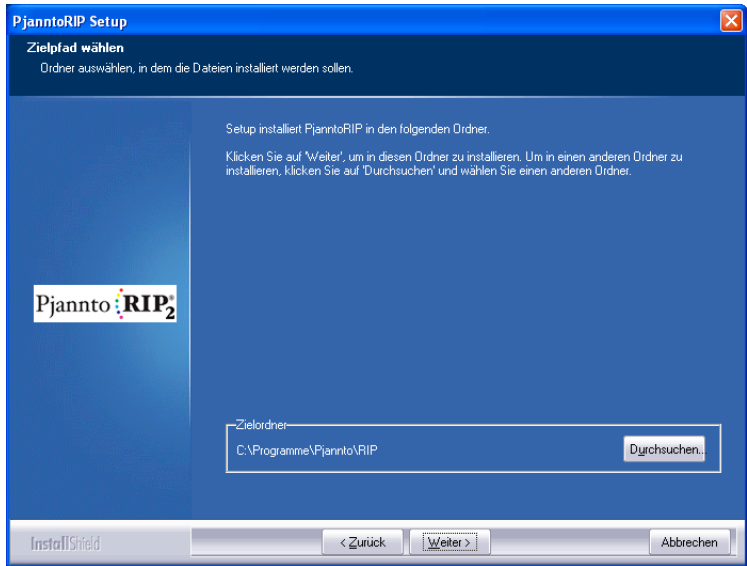 PjanntoRIP Setup
Zielpfad wählen
Ordner auswählen, in dem die Dateien installiert werden sollen.
Setup installiert PjanntoRIP in den folgenden Ordner.
Klicken Sie auf 'Weiter', um in diesen Ordner zu installieren. Um in einen anderen Ordner zu
installieren, klicken Sie auf 'Durchsuchen' und wählen Sie einen anderen Ordner.
Pjannto RIP2®
Zielordner
C:\Programme\Pjannto\RIP
Durchsuchen...
InstallShield
< Zurück
Weiter >
Abbrechen